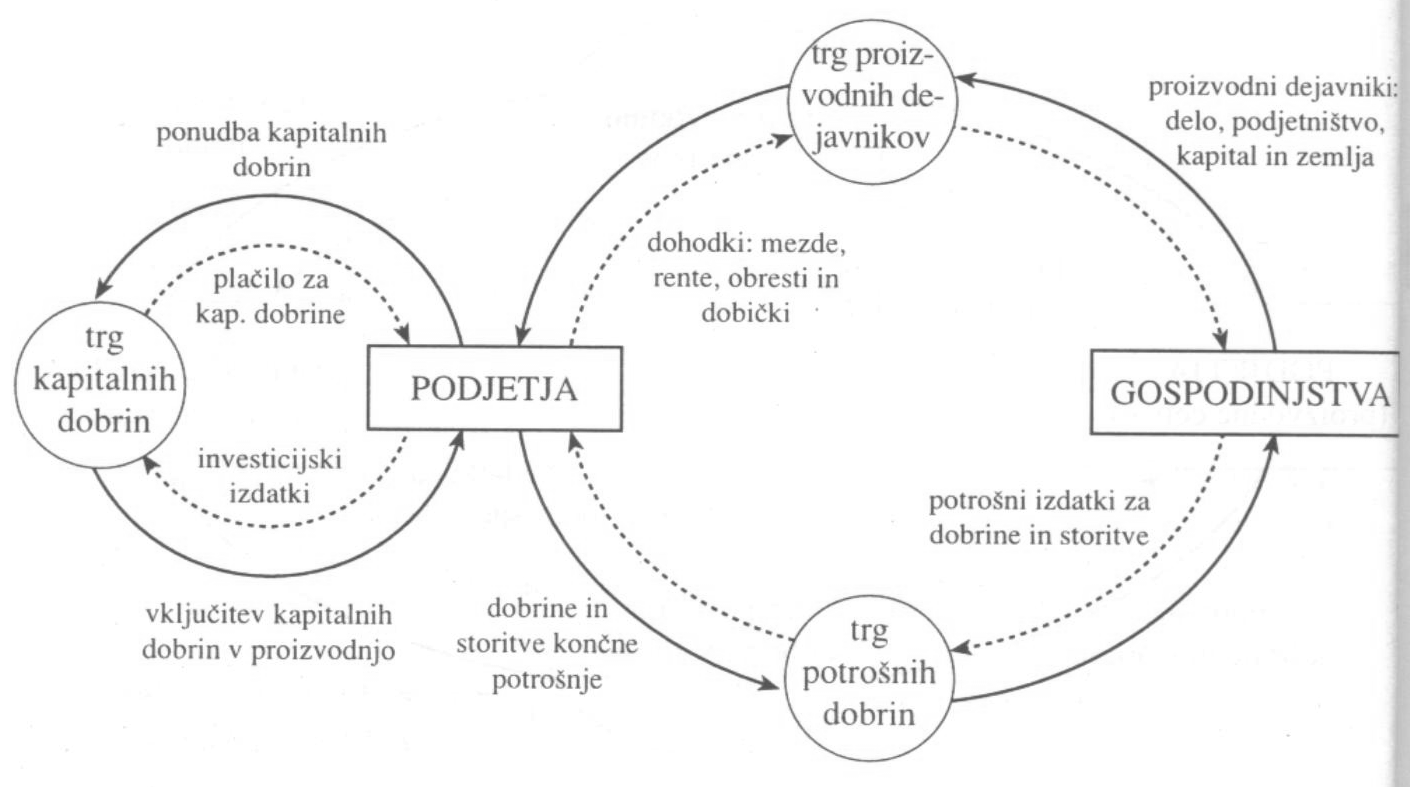 trg proiz-
vodnih de-
javnikov
proizvodni dejavniki:
delo, podjetništvo,
kapital in zemlja
ponudba kapitalnih
dobrin
dohodki: mezde,
rente, obresti in
dobički
plačilo za
kap. dobrine
trg
kapitalnih
dobrin
PODJETJA
GOSPODINJSTVA
investicijski
izdatki
potrošni izdatki za
dobrine in storitve
vključitev kapitalnih
dobrin v proizvodnjo
dobrine in
storitve končne
potrošnje
trg
potrošnih
dobrin